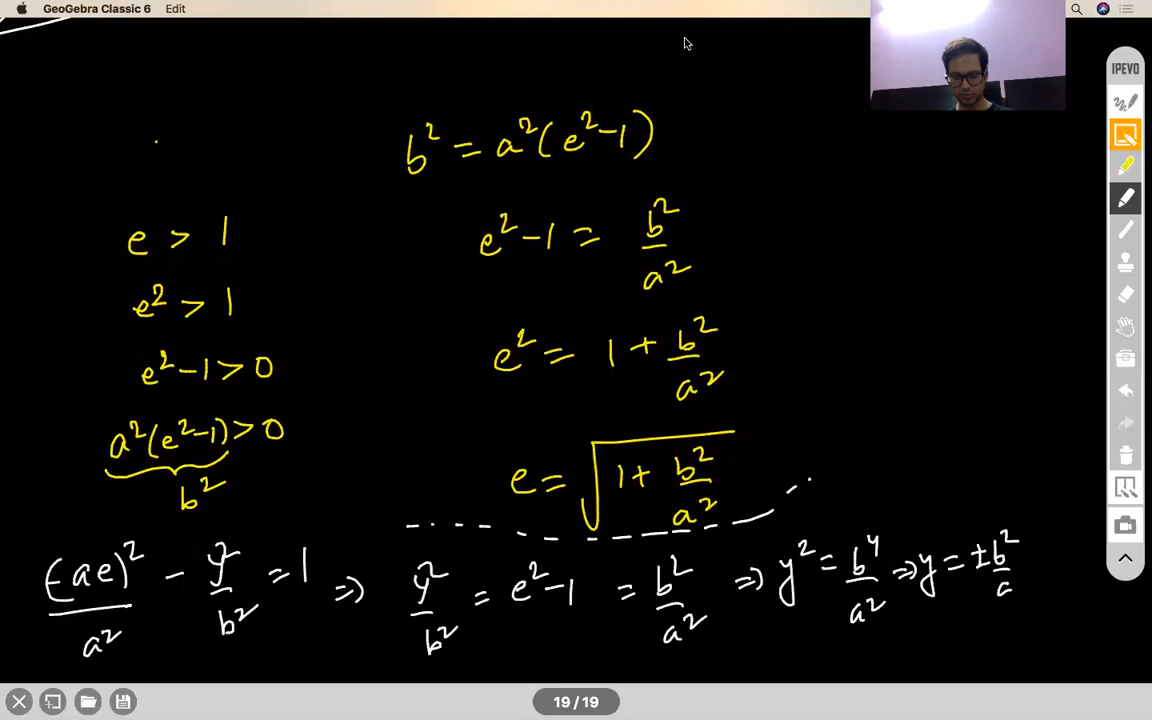 GeoGebra Classic 6 Edit
IPEVO
b² = a²(e²-1)
e > 1
e² > 1
e²-1 > 0
a²(e²-1) > 0
b²
e²-1 = b²/a²
e² = 1 + b²/a²
e = √(1 + b²/a²)
(-ae)²/a² - y²/b² = 1 ⇒ y²/b² = e²-1 = b²/a² ⇒ y² = b⁴/a² ⇒ y = ± b²/a
19 / 19